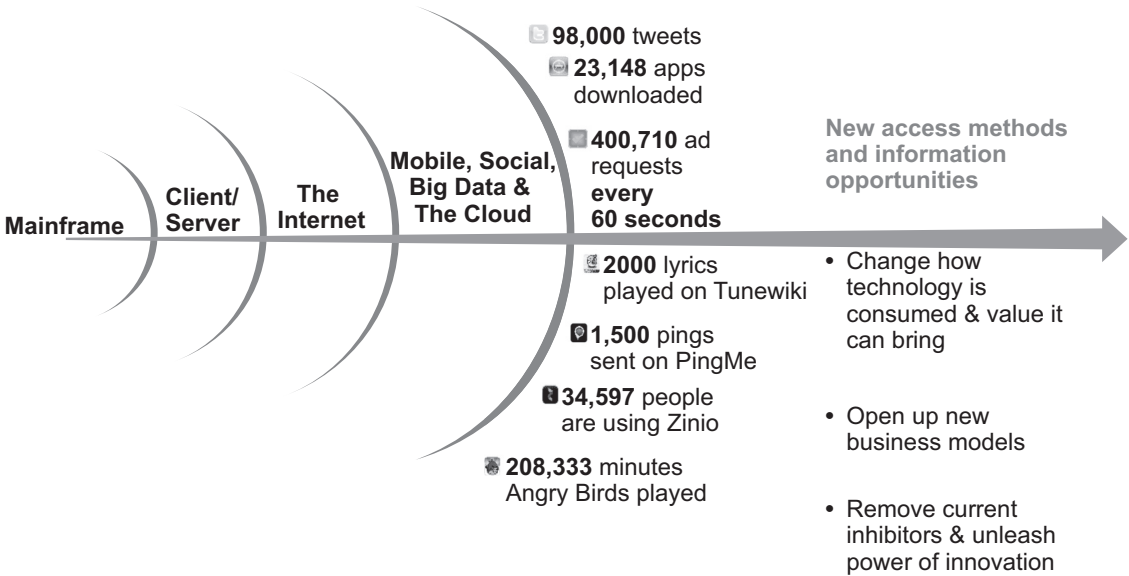 Mainframe
Client/
Server
The
Internet
Mobile, Social,
Big Data &
The Cloud
98,000 tweets
23,148 apps
downloaded
400,710 ad
requests
every
60 seconds
2000 lyrics
played on Tunewiki
1,500 pings
sent on PingMe
34,597 people
are using Zinio
208,333 minutes
Angry Birds played
New access methods
and information
opportunities
• Change how
technology is
consumed & value it
can bring
• Open up new
business models
• Remove current
inhibitors & unleash
power of innovation